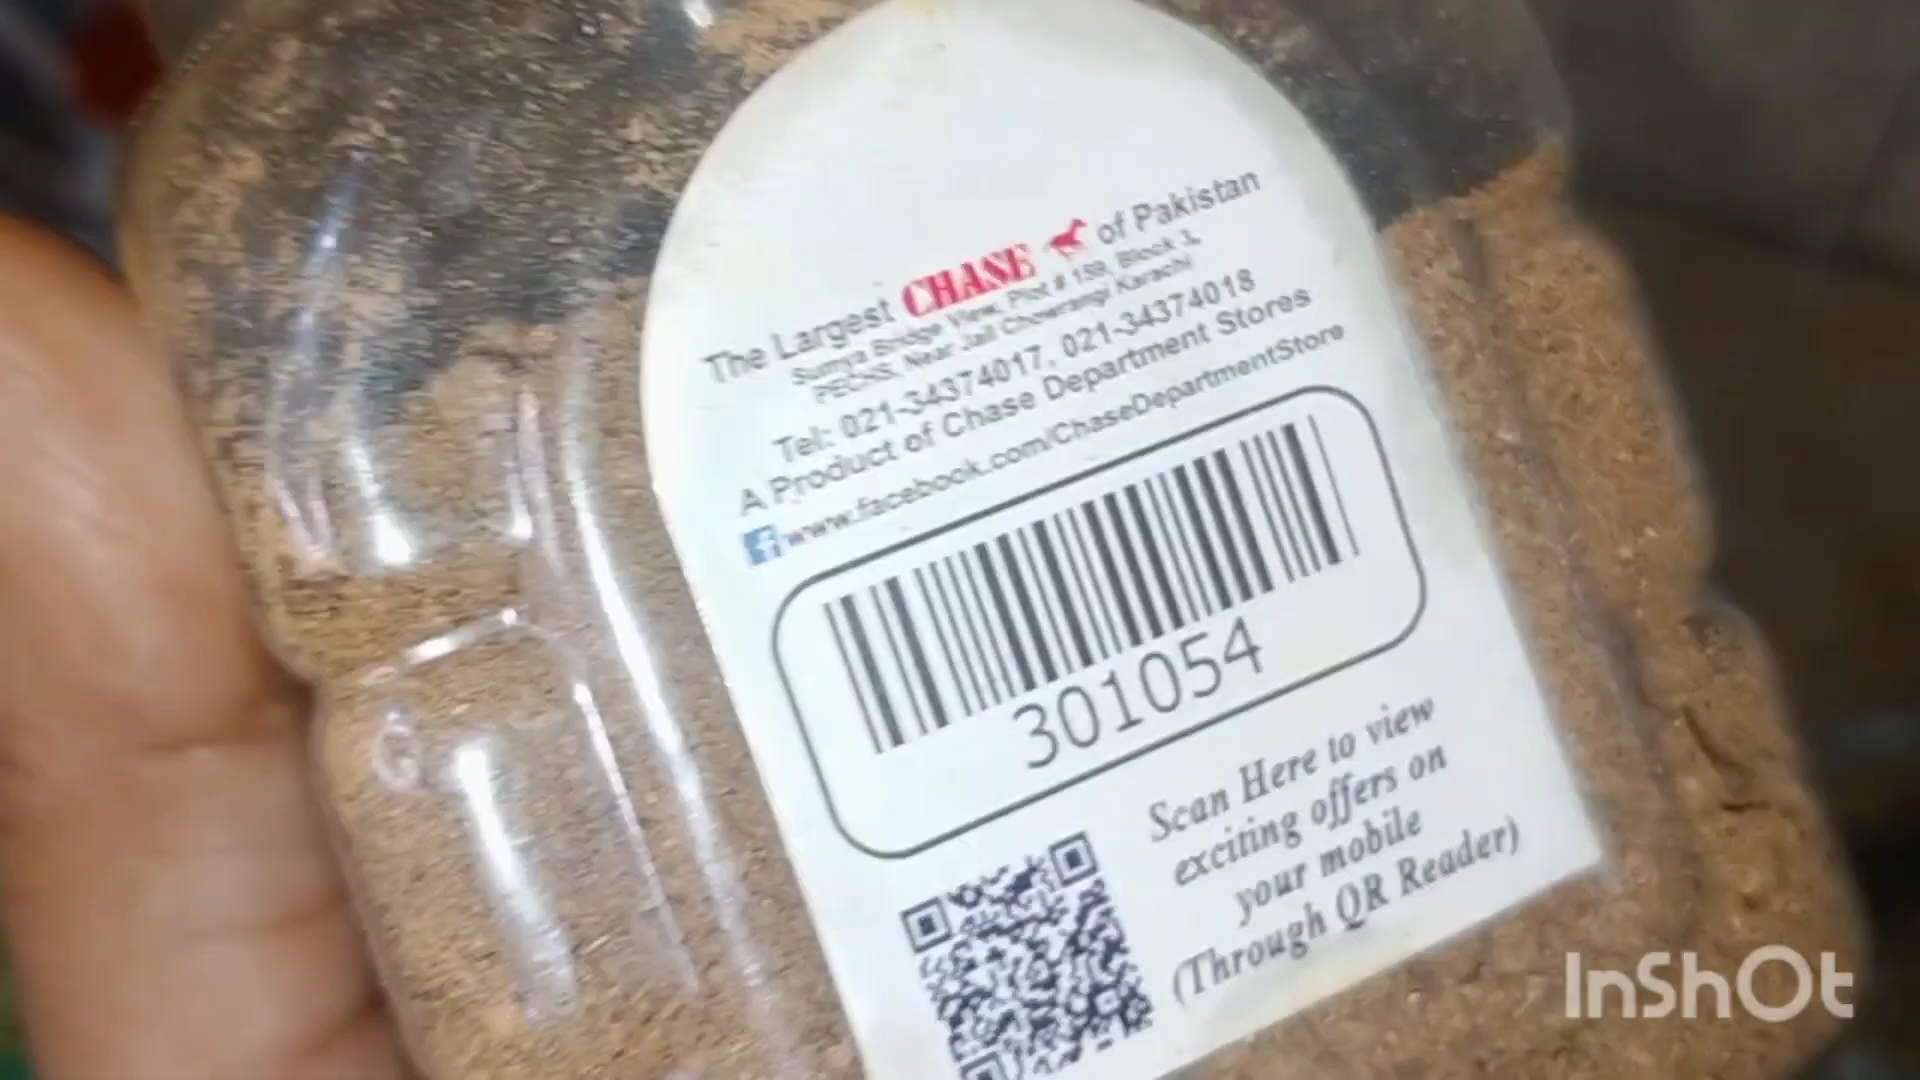 The Largest CHASE of Pakistan
Sumya Bridge View, Plot # 159, Block 3,
PECSS, Near Jail Chowrangi Karachi
Tel: 021-34374017, 021-34374018
A Product of Chase Department Stores
www.facebook.com/ChaseDepartmentStore
301054
Scan Here to view
exciting offers on
your mobile
(Through QR Reader)
InShOt